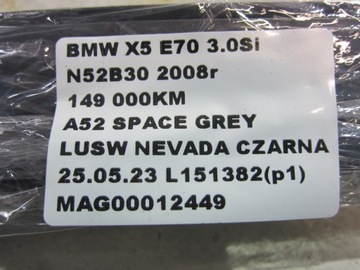 BMW X5 E70 3.0Si
N52B30 2008r
149 000KM
A52 SPACE GREY
LUSW NEVADA CZARNA
25.05.23 L151382(p1)
MAG00012449